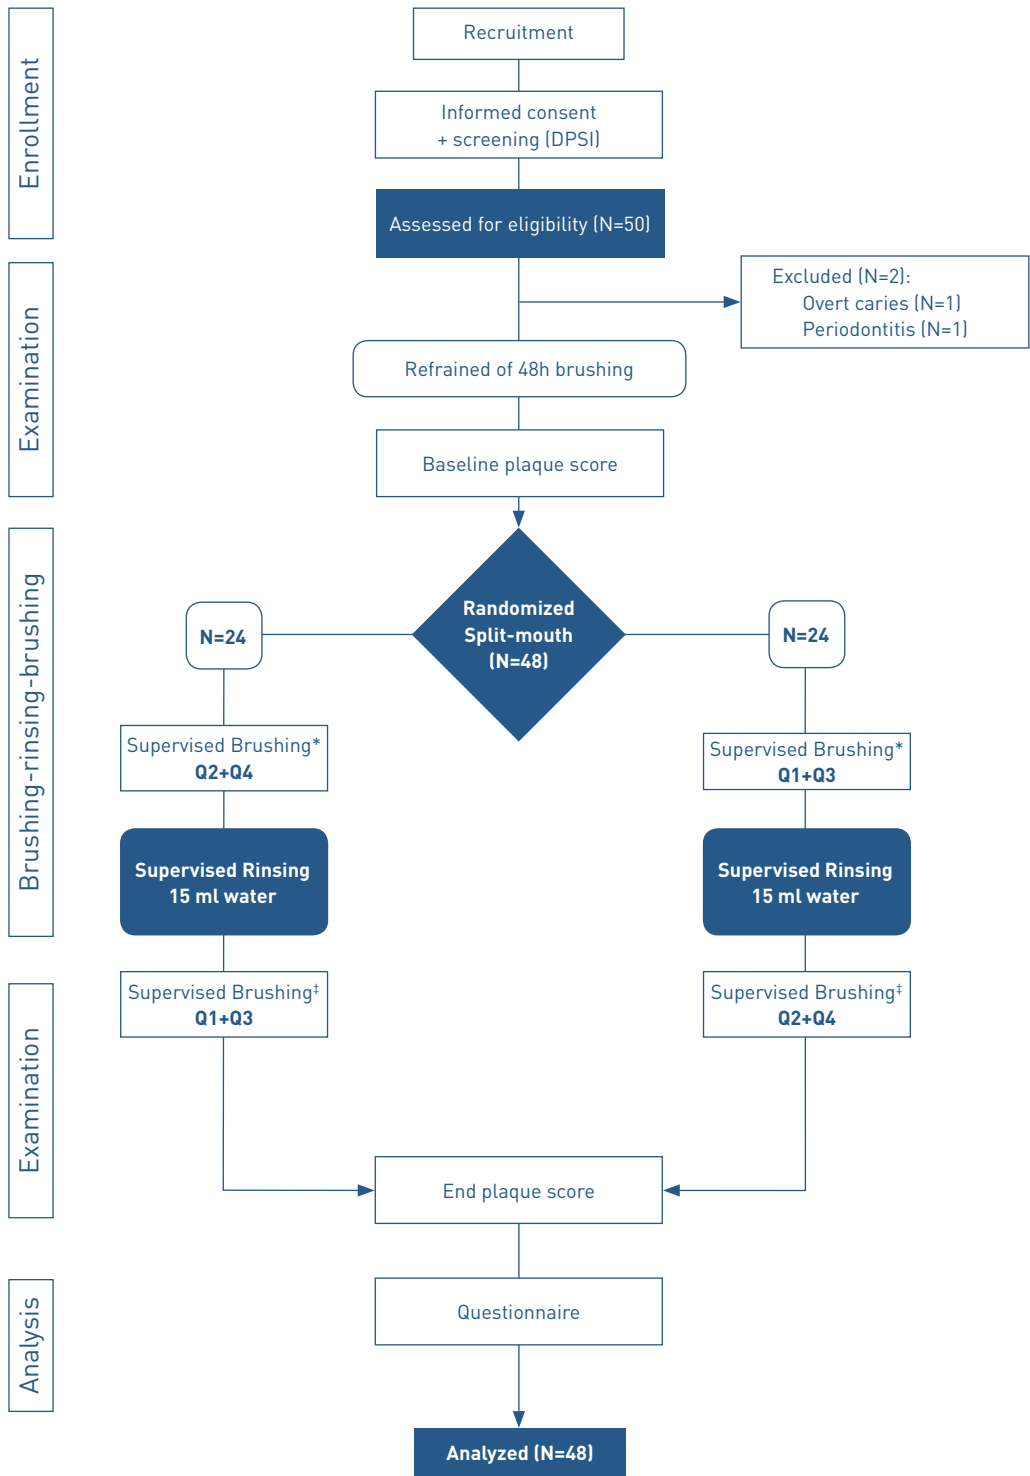 Enrollment
Recruitment
Informed consent
+ screening (DPSI)
Assessed for eligibility (N=50)
Examination
Excluded (N=2):
Overt caries (N=1)
Periodontitis (N=1)
Refrained of 48h brushing
Baseline plaque score
Brushing-rinsing-brushing
Randomized
Split-mouth
(N=48)
N=24
N=24
Supervised Brushing*
Q2+Q4
Supervised Brushing*
Q1+Q3
Supervised Rinsing
15 ml water
Supervised Rinsing
15 ml water
Examination
Supervised Brushing‡
Q1+Q3
Supervised Brushing‡
Q2+Q4
End plaque score
Analysis
Questionnaire
Analyzed (N=48)